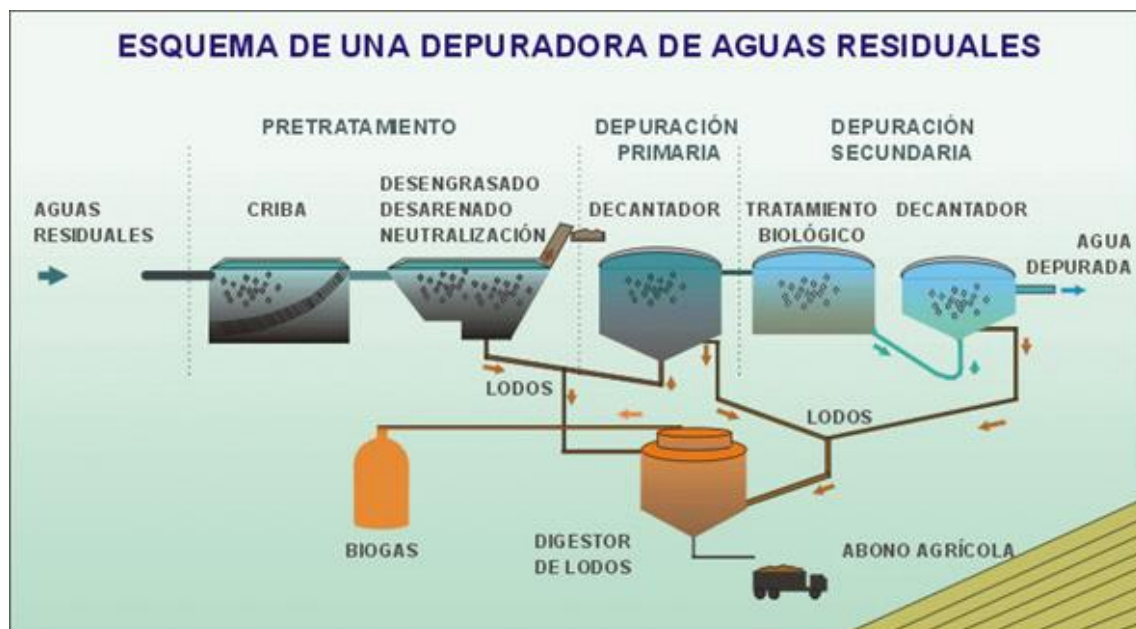 ESQUEMA DE UNA DEPURADORA DE AGUAS RESIDUALES
PRETRATAMIENTO
DEPURACIÓN
PRIMARIA
DEPURACIÓN
SECUNDARIA
AGUAS
RESIDUALES
CRIBA
DESENGRASADO
DESARENADO
NEUTRALIZACIÓN
DECANTADOR
TRATAMIENTO
BIOLÓGICO
DECANTADOR
AGUA
DEPURADA
LODOS
LODOS
BIOGAS
DIGESTOR
DE LODOS
ABONO AGRÍCOLA